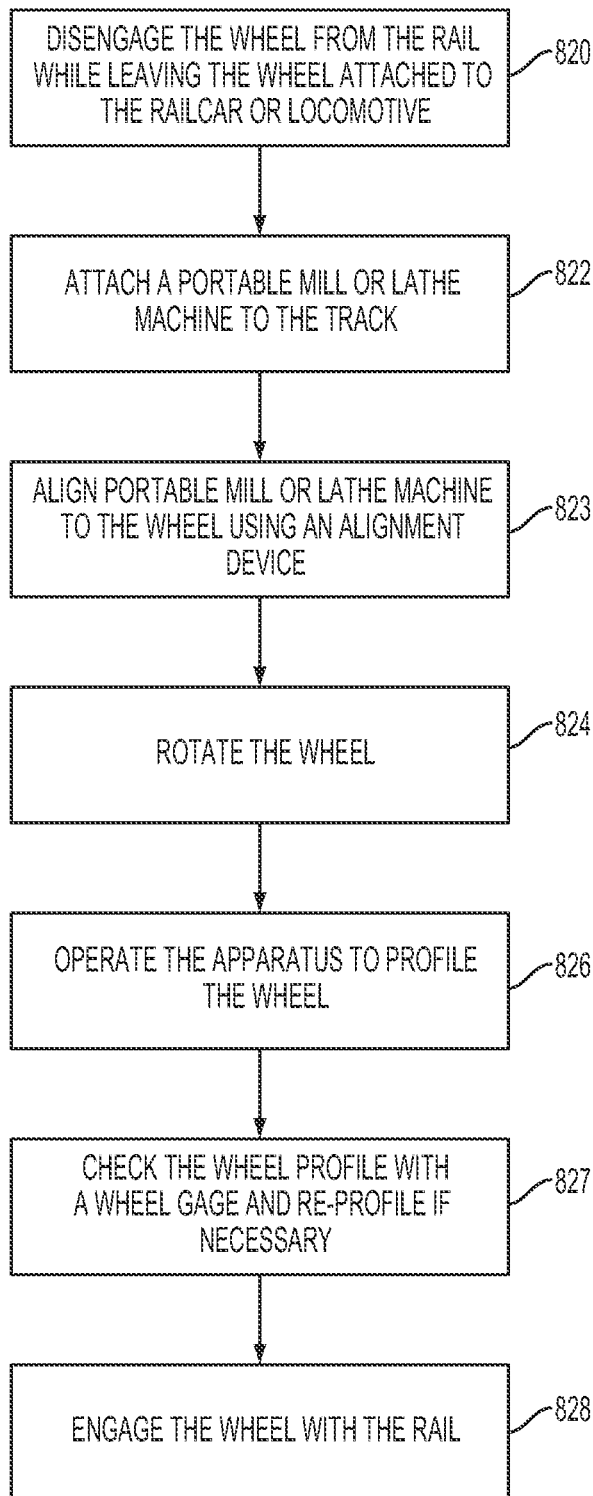 DISENGAGE THE WHEEL FROM THE RAIL
WHILE LEAVING THE WHEEL ATTACHED TO
THE RAILCAR OR LOCOMOTIVE
820
ATTACH A PORTABLE MILL OR LATHE
MACHINE TO THE TRACK
822
ALIGN PORTABLE MILL OR LATHE MACHINE
TO THE WHEEL USING AN ALIGNMENT
DEVICE
823
ROTATE THE WHEEL
824
OPERATE THE APPARATUS TO PROFILE
THE WHEEL
826
CHECK THE WHEEL PROFILE WITH
A WHEEL GAGE AND RE-PROFILE IF
NECESSARY
827
ENGAGE THE WHEEL WITH THE RAIL
828